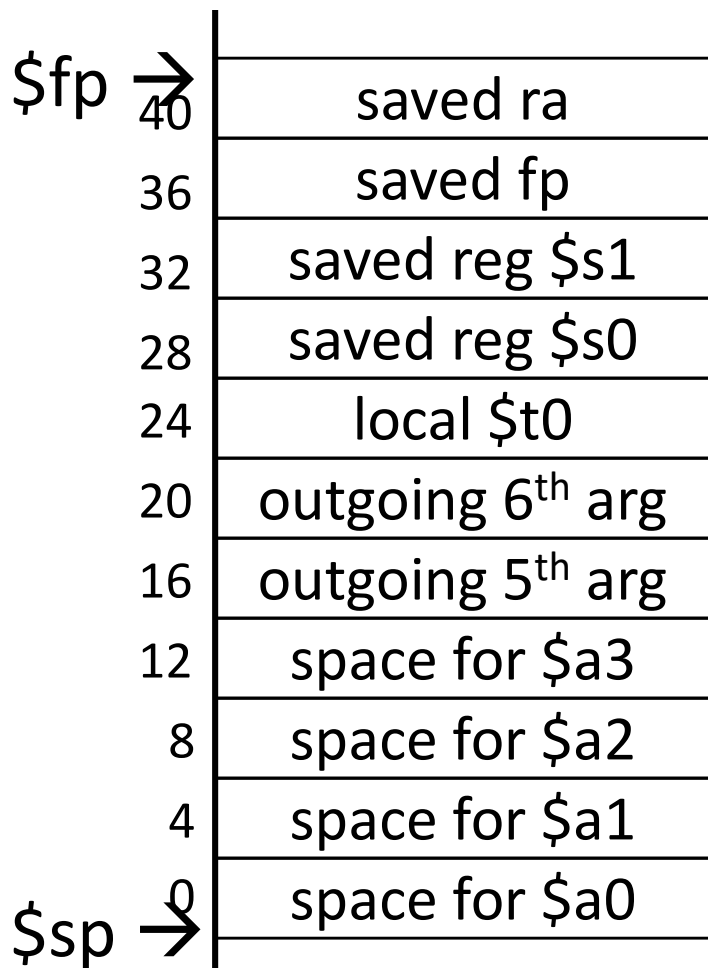 $fp →
40 saved ra
36 saved fp
32 saved reg $s1
28 saved reg $s0
24 local $t0
20 outgoing 6th arg
16 outgoing 5th arg
12 space for $a3
8 space for $a2
4 space for $a1
0 space for $a0
$sp →